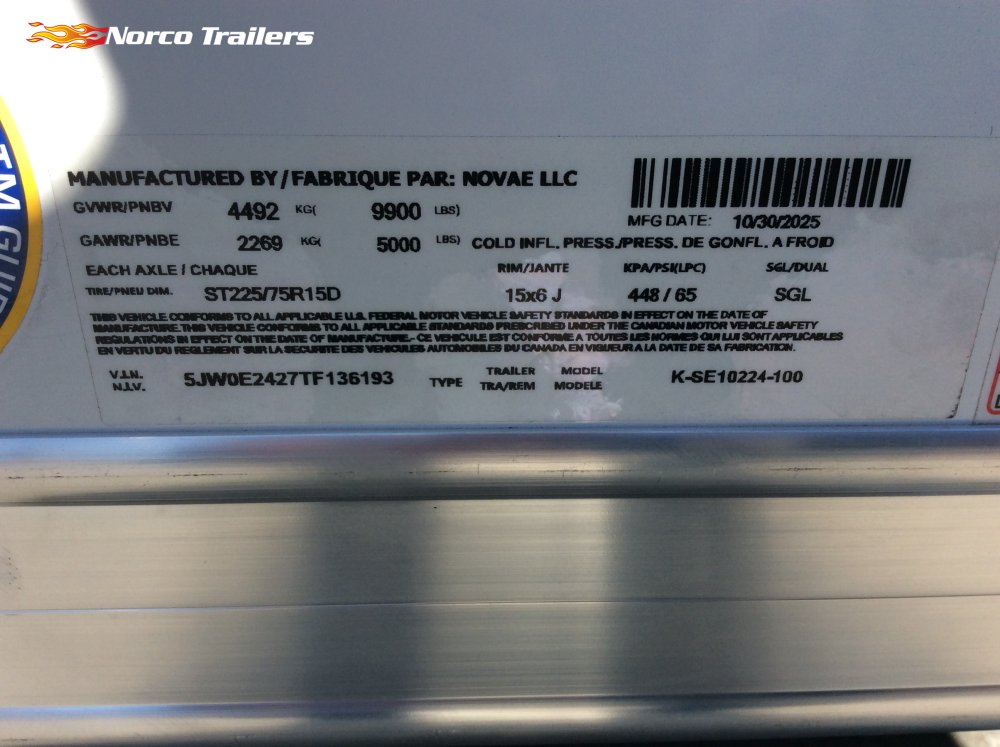 Norco Trailers
MANUFACTURED BY / FABRIQUE PAR: NOVAE LLC
GVWR/PNBV 4492 KG( 9900 LBS)
MFG DATE: 10/30/2025
GAWR/PNBE 2269 KG( 5000 LBS) COLD INFL. PRESS./PRESS. DE GONFL. A FROID
EACH AXLE / CHAQUE RIM/JANTE KPA/PSI(LPC) SGL/DUAL
TIRE/PNEU DIM. ST225/75R15D 15x6 J 448 / 65 SGL
THIS VEHICLE CONFORMS TO ALL APPLICABLE U.S. FEDERAL MOTOR VEHICLE SAFETY STANDARDS IN EFFECT ON THE DATE OF
MANUFACTURE. THIS VEHICLE CONFORMS TO ALL APPLICABLE STANDARDS PRESCRIBED UNDER THE CANADIAN MOTOR VEHICLE SAFETY
REGULATIONS IN EFFECT ON THE DATE OF MANUFACTURE.- CE VEHICULE EST CONFORME A TOUTES LES NORMES QUI LUI SONT APPLICABLES
EN VERTU DU REGLEMENT SUR LA SECURITE DES VEHICULES AUTOMOBILES DU CANADA EN VIGUEUR A LA DATE DE SA FABRICATION.
V.I.N. 5JW0E2427TF136193 TYPE TRAILER MODEL K-SE10224-100
N.I.V. TRA/REM MODELE